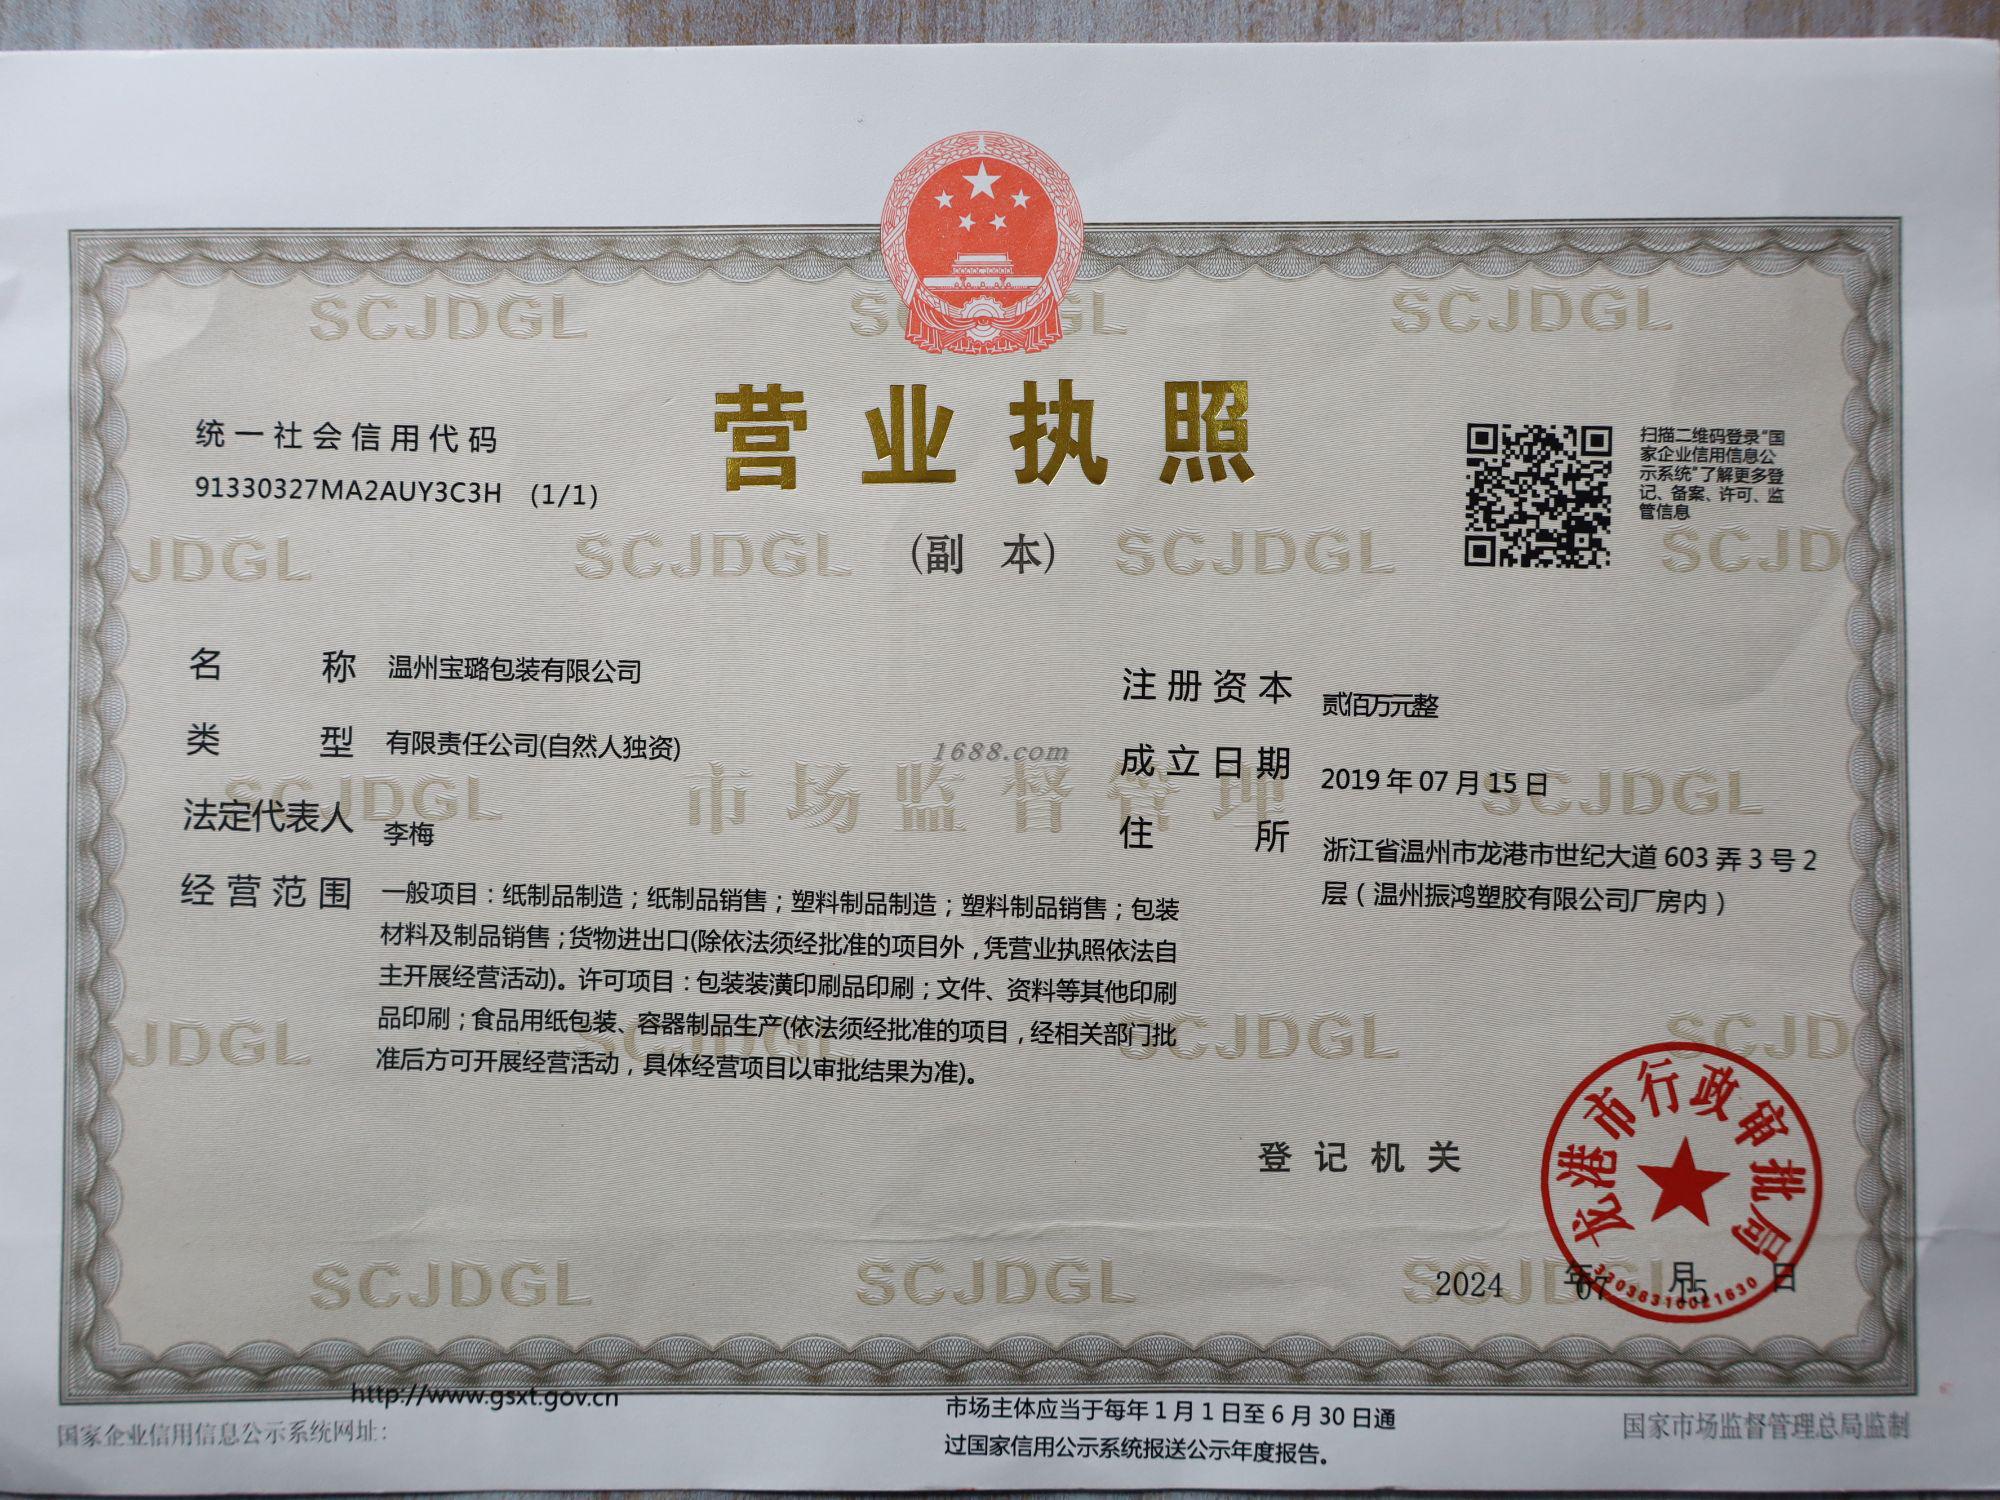 SCJDGL SCJDGL SCJDGL
营业执照
(副本)
统一社会信用代码
91330327MA2AUY3C3H (1/1)
扫描二维码登录“国
家企业信用信息公
示系统”了解更多登
记、备案、许可、监
管信息
JDGL SCJDGL SCJDGL SCJD
名称 温州宝璐包装有限公司
类型 有限责任公司(自然人独资)
法定代表人 李梅
经营范围 一般项目：纸制品制造；纸制品销售；塑料制品制造；塑料制品销售；包装
材料及制品销售；货物进出口(除依法须经批准的项目外，凭营业执照依法自
主开展经营活动)。许可项目：包装装潢印刷品印刷；文件、资料等其他印刷
品印刷；食品用纸包装、容器制品生产(依法须经批准的项目，经相关部门批
准后方可开展经营活动，具体经营项目以审批结果为准)。
注册资本 贰佰万元整
成立日期 2019年07月15日
住所 浙江省温州市龙港市世纪大道603弄3号2
层（温州振鸿塑胶有限公司厂房内）
1688.com
SCJDGL 市场监督管理 SCJDGL
JDGL SCJDGL SCJDGL SCJD
登记机关
龙港市行政审批局
2024年07月15日
33036310021630
SCJDGL SCJDGL SCJDGL
http://www.gsxt.gov.cn
国家企业信用信息公示系统网址：
市场主体应当于每年1月1日至6月30日通
过国家信用公示系统报送公示年度报告。
国家市场监督管理总局监制